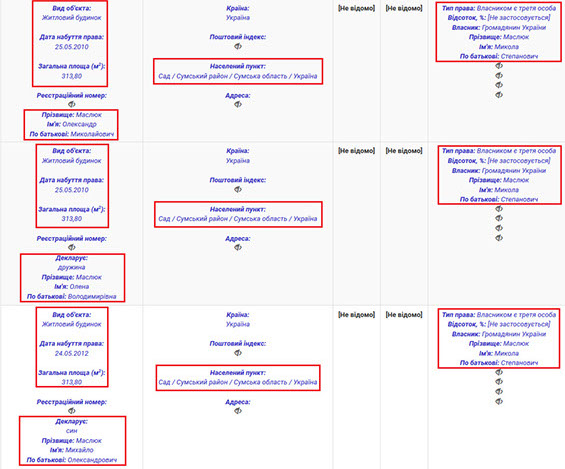 Вид об'єкта:
Житловий будинок
Дата набуття права:
25.05.2010
Загальна площа (м²):
313,80
Реєстраційний номер:
Прізвище: Маслюк
Ім'я: Олександр
По батькові: Миколайович
Країна:
Україна
Поштовий індекс:
Населений пункт:
Сад / Сумський район / Сумська область / Україна
Адреса:
[Не відомо]
[Не відомо]
Тип права: Власником є третя особа
Відсоток, %: [Не застосовується]
Власник: Громадянин України
Прізвище: Маслюк
Ім'я: Микола
По батькові: Степанович
Вид об'єкта:
Житловий будинок
Дата набуття права:
25.05.2010
Загальна площа (м²):
313,80
Реєстраційний номер:
Декларує:
дружина
Прізвище: Маслюк
Ім'я: Олена
По батькові: Володимирівна
Країна:
Україна
Поштовий індекс:
Населений пункт:
Сад / Сумський район / Сумська область / Україна
Адреса:
[Не відомо]
[Не відомо]
Тип права: Власником є третя особа
Відсоток, %: [Не застосовується]
Власник: Громадянин України
Прізвище: Маслюк
Ім'я: Микола
По батькові: Степанович
Вид об'єкта:
Житловий будинок
Дата набуття права:
24.05.2012
Загальна площа (м²):
313,80
Реєстраційний номер:
Декларує:
син
Прізвище: Маслюк
Ім'я: Михайло
По батькові: Олександрович
Країна:
Україна
Поштовий індекс:
Населений пункт:
Сад / Сумський район / Сумська область / Україна
Адреса:
[Не відомо]
[Не відомо]
Тип права: Власником є третя особа
Відсоток, %: [Не застосовується]
Власник: Громадянин України
Прізвище: Маслюк
Ім'я: Микола
По батькові: Степанович